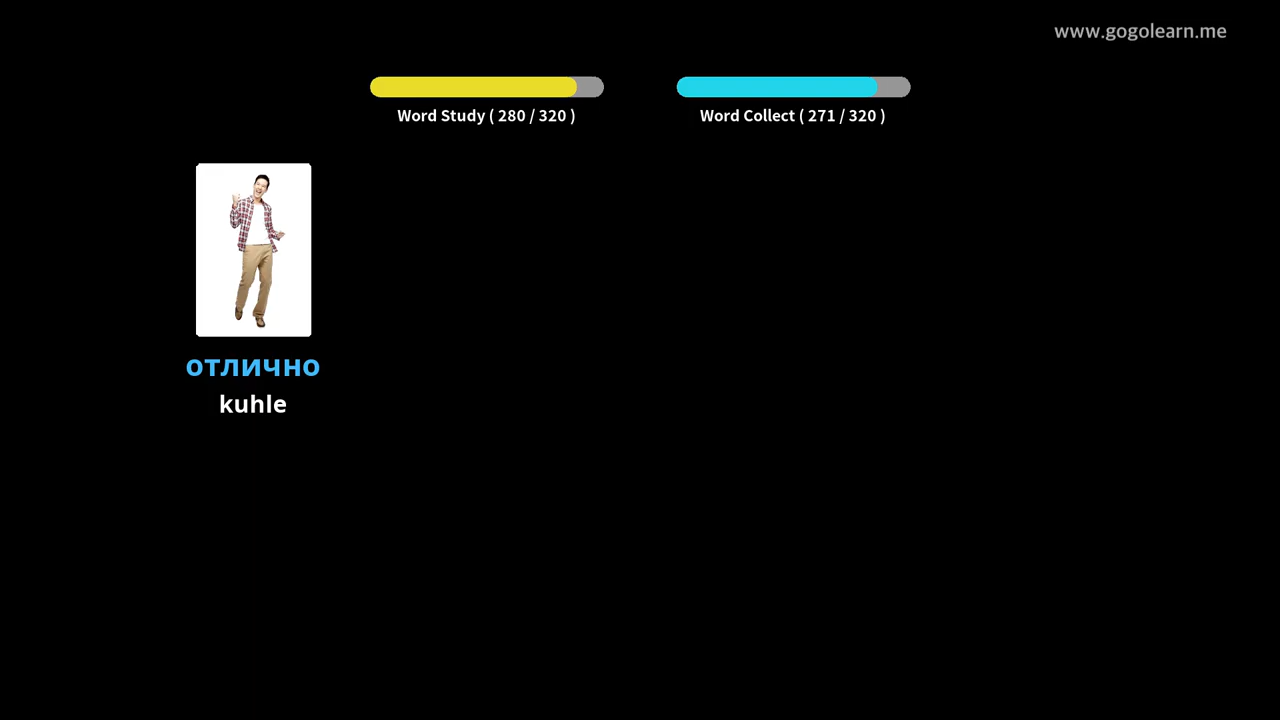 www.gogolearn.me
Word Study ( 280 / 320 )
Word Collect ( 271 / 320 )
отлично
kuhle